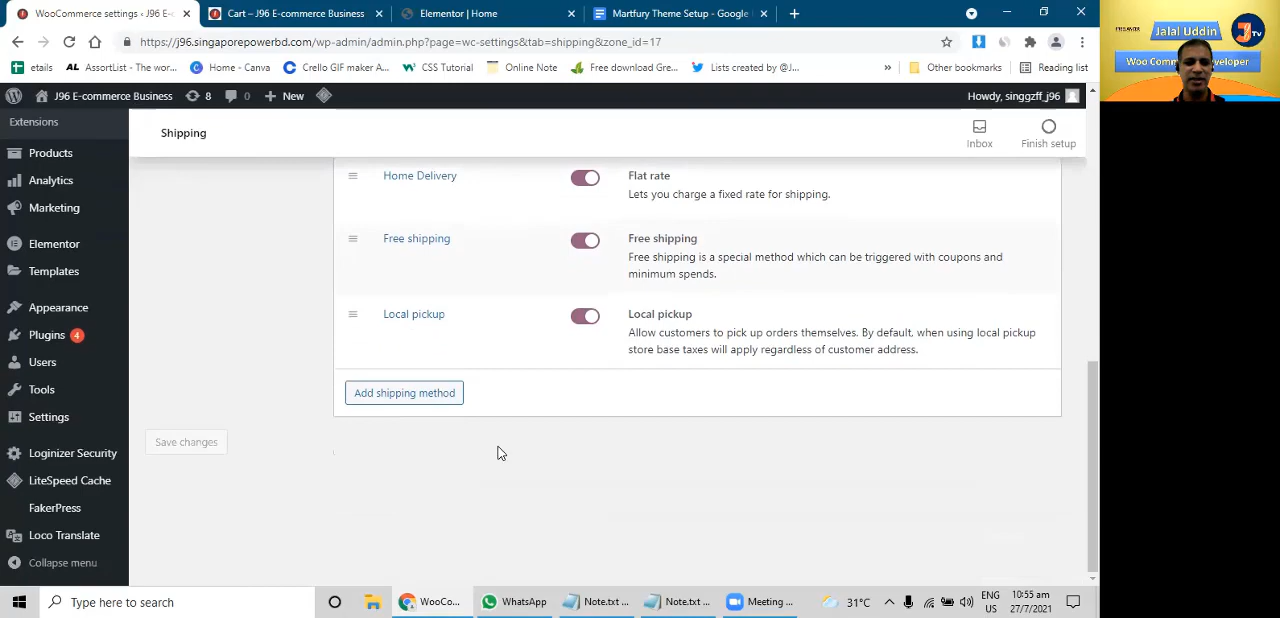 WooCommerce settings ‹ J96 E-c
Cart – J96 E-commerce Business
Elementor | Home
Martfury Theme Setup - Google
https://j96.singaporepowerbd.com/wp-admin/admin.php?page=wc-settings&tab=shipping&zone_id=17
etails
AssortList - The wor...
Home - Canva
Crello GIF maker A...
CSS Tutorial
Online Note
Free download Gre...
Lists created by @J...
»
Other bookmarks
Reading list
J96 E-commerce Business
8
0
New
Howdy, singgzff_j96
Extensions
Shipping
Inbox
Finish setup
Products
Analytics
Marketing
Elementor
Templates
Appearance
Plugins 4
Users
Tools
Settings
Loginizer Security
LiteSpeed Cache
FakerPress
Loco Translate
Collapse menu
Home Delivery
Flat rate
Lets you charge a fixed rate for shipping.
Free shipping
Free shipping
Free shipping is a special method which can be triggered with coupons and
minimum spends.
Local pickup
Local pickup
Allow customers to pick up orders themselves. By default, when using local pickup
store base taxes will apply regardless of customer address.
Add shipping method
Save changes
Jalal Uddin
TV
Woo Comm
eveloper
Type here to search
WooCo...
WhatsApp
Note.txt ...
Note.txt ...
Meeting ...
31°C
ENG
US
10:55 am
27/7/2021